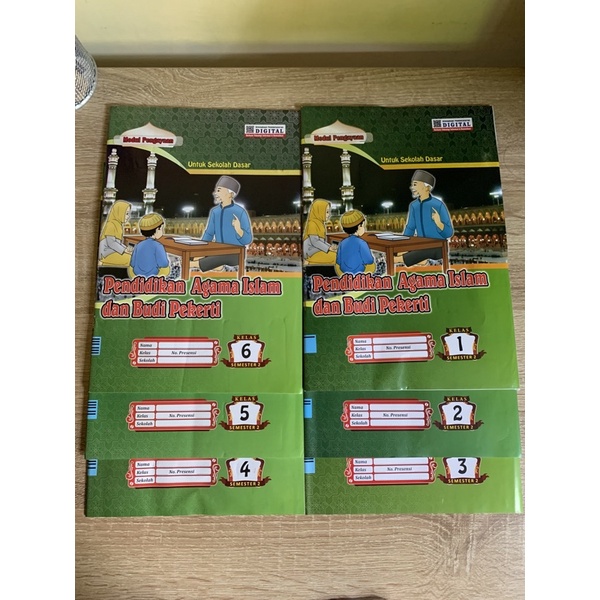 Modul Pengayaan
DIGITAL
Untuk Sekolah Dasar
Pendidikan Agama Islam
dan Budi Pekerti
Nama
Kelas No. Presensi
Sekolah
KELAS
6
SEMESTER 2
Nama
Kelas No. Presensi
Sekolah
KELAS
5
SEMESTER 2
Nama
Kelas No. Presensi
Sekolah
4
SEMESTER 2
Modul Pengayaan
DIGITAL
Untuk Sekolah Dasar
Pendidikan Agama Islam
dan Budi Pekerti
Nama
Kelas No. Presensi
Sekolah
KELAS
1
SEMESTER 2
Nama
Kelas No. Presensi
Sekolah
KELAS
2
SEMESTER 2
Nama
Kelas No. Presensi
Sekolah
3
SEMESTER 2